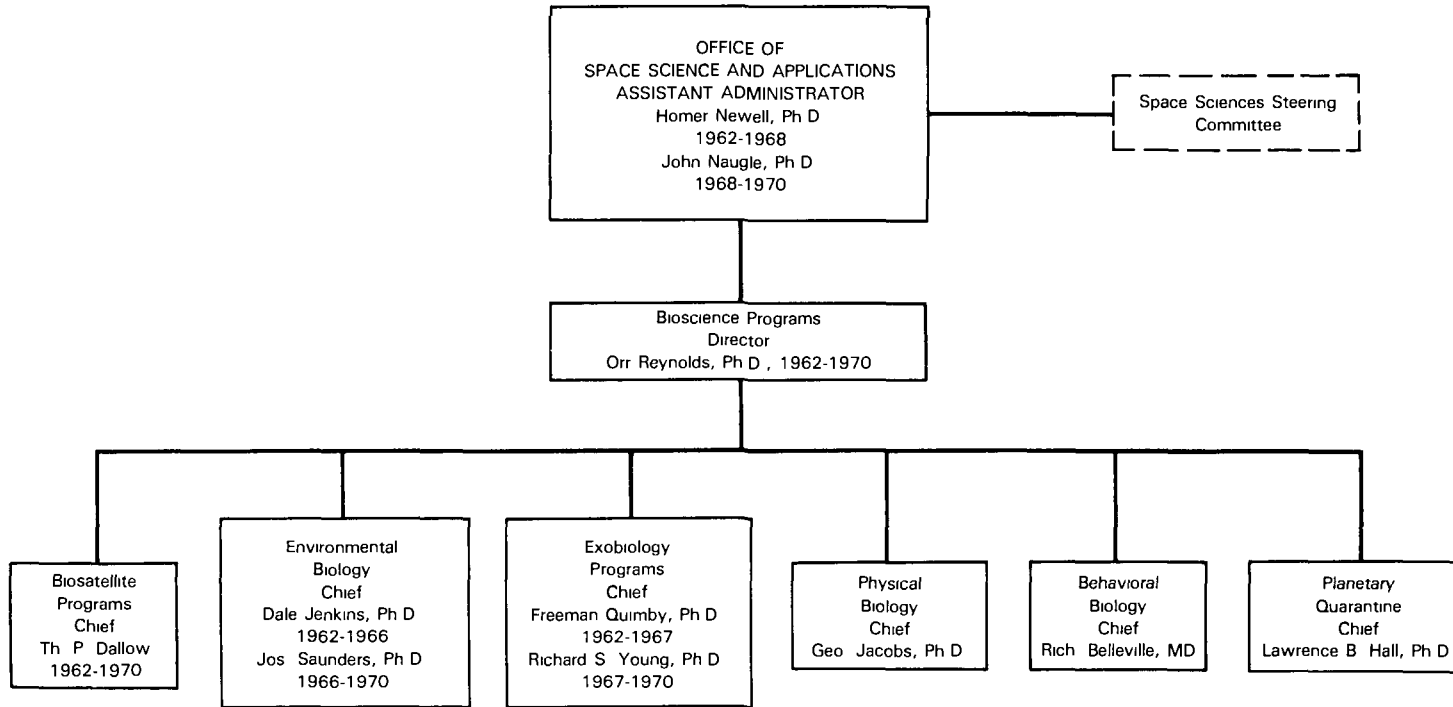 OFFICE OF
SPACE SCIENCE AND APPLICATIONS
ASSISTANT ADMINISTRATOR
Homer Newell, Ph D
1962-1968
John Naugle, Ph D
1968-1970
Space Sciences Steering
Committee
Bioscience Programs
Director
Orr Reynolds, Ph D , 1962-1970
Biosatellite
Programs
Chief
Th P Dallow
1962-1970
Environmental
Biology
Chief
Dale Jenkins, Ph D
1962-1966
Jos Saunders, Ph D
1966-1970
Exobiology
Programs
Chief
Freeman Quimby, Ph D
1962-1967
Richard S Young, Ph D
1967-1970
Physical
Biology
Chief
Geo Jacobs, Ph D
Behavioral
Biology
Chief
Rich Belleville, MD
Planetary
Quarantine
Chief
Lawrence B Hall, Ph D